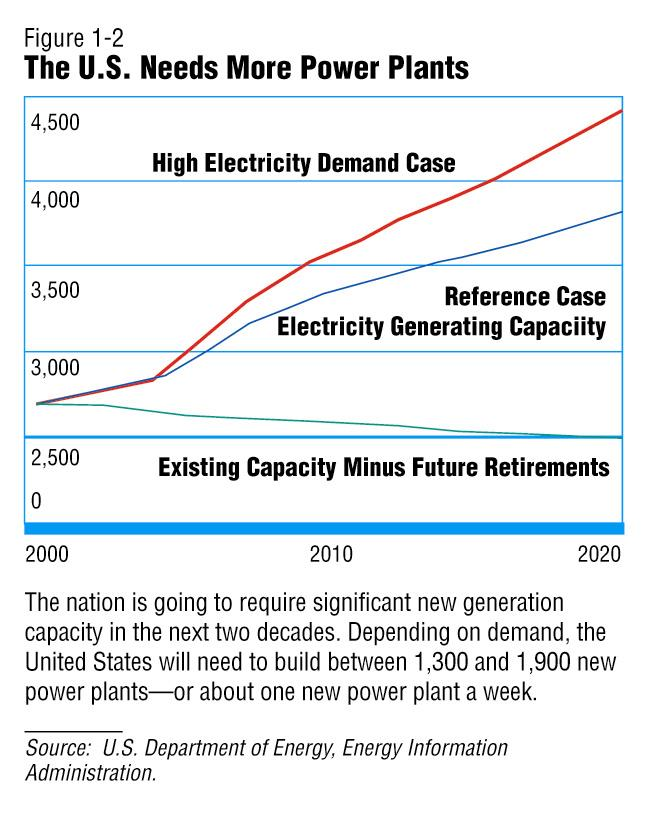 Figure 1-2
The U.S. Needs More Power Plants
4,500
High Electricity Demand Case
4,000
3,500
Reference Case
Electricity Generating Capaciity
3,000
2,500
Existing Capacity Minus Future Retirements
0
2000 2010 2020
The nation is going to require significant new generation
capacity in the next two decades. Depending on demand, the
United States will need to build between 1,300 and 1,900 new
power plants—or about one new power plant a week.
Source: U.S. Department of Energy, Energy Information
Administration.